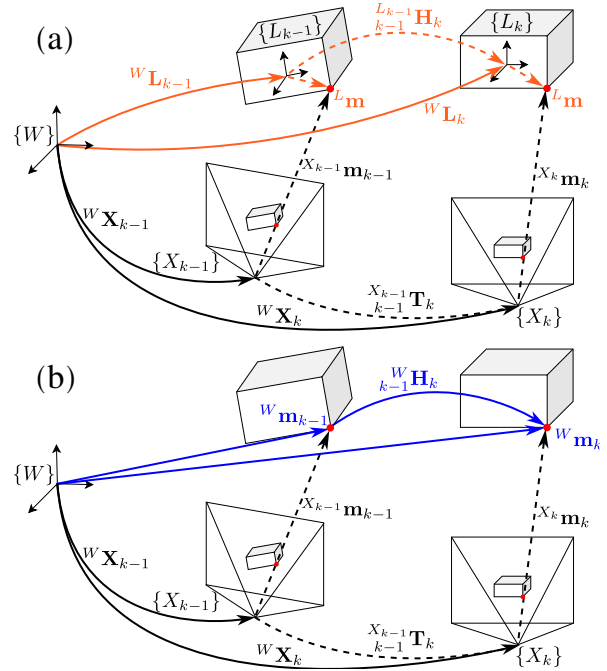 (a)
{L_{k-1}}
^{L_{k-1}}_{k-1}H_k
{L_k}
^W L_{k-1}
^L m
^L m
^W L_k
{W}
^{X_{k-1}} m_{k-1}
^{X_k} m_k
^W X_{k-1}
{X_{k-1}}
^{X_{k-1}}_{k-1}T_k
^W X_k
{X_k}
(b)
^W_{k-1}H_k
^W m_{k-1}
^W m_k
{W}
^{X_{k-1}} m_{k-1}
^{X_k} m_k
^W X_{k-1}
{X_{k-1}}
^{X_{k-1}}_{k-1}T_k
^W X_k
{X_k}